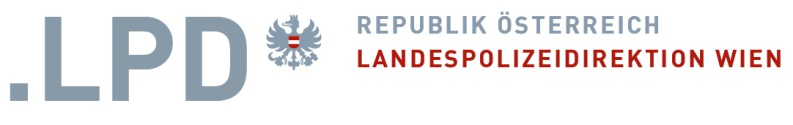 .LPD
REPUBLIK ÖSTERREICH
LANDESPOLIZEIDIREKTION WIEN